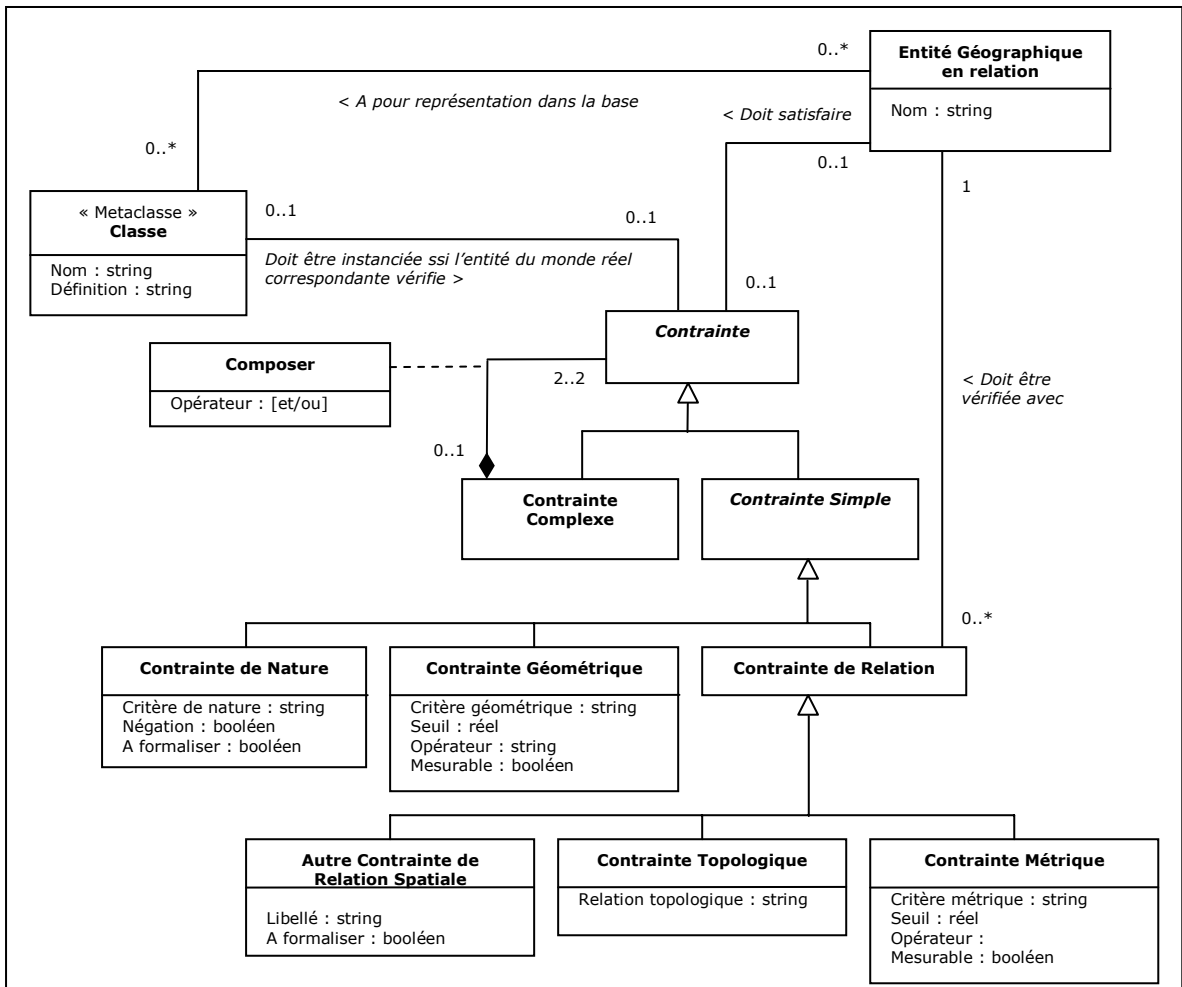 0..*
Entité Géographique
en relation
Nom : string
< A pour représentation dans la base
< Doit satisfaire
0..*
0..1
1
« Metaclasse »
Classe
Nom : string
Définition : string
0..1
0..1
Doit être instanciée ssi l'entité du monde réel
correspondante vérifie >
0..1
Contrainte
Composer
Opérateur : [et/ou]
2..2
< Doit être
vérifiée avec
0..1
Contrainte
Complexe
Contrainte Simple
0..*
Contrainte de Nature
Critère de nature : string
Négation : booléen
A formaliser : booléen
Contrainte Géométrique
Critère géométrique : string
Seuil : réel
Opérateur : string
Mesurable : booléen
Contrainte de Relation
Autre Contrainte de
Relation Spatiale
Libellé : string
A formaliser : booléen
Contrainte Topologique
Relation topologique : string
Contrainte Métrique
Critère métrique : string
Seuil : réel
Opérateur :
Mesurable : booléen